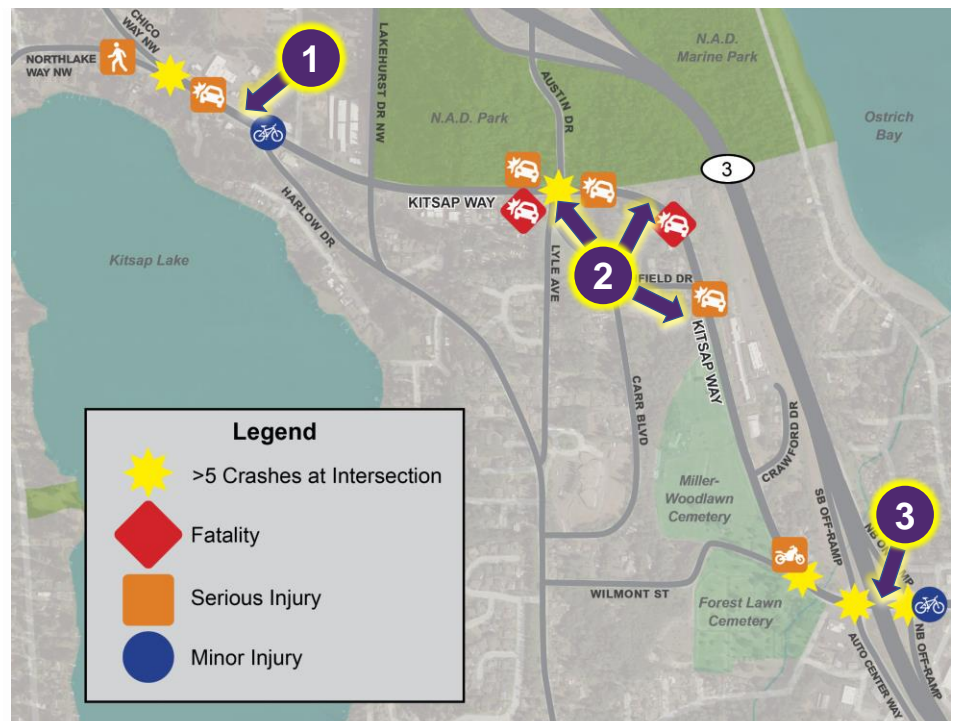 CHICO
WAY NW
NORTHLAKE
WAY NW
1
LAKEHURST DR NW
AUSTIN DR
N.A.D.
Marine Park
N.A.D. Park
Ostrich
Bay
3
KITSAP WAY
HARLOW DR
Kitsap Lake
LYLE AVE
2
FIELD DR
KITSAP WAY
CARR BLVD
CRAWFORD DR
Miller-
Woodlawn
Cemetery
SB OFF-RAMP
3
NB ON-RAMP
WILMONT ST
Forest Lawn
Cemetery
AUTO CENTER WAY
NB OFF-RAMP
Legend
>5 Crashes at Intersection
Fatality
Serious Injury
Minor Injury